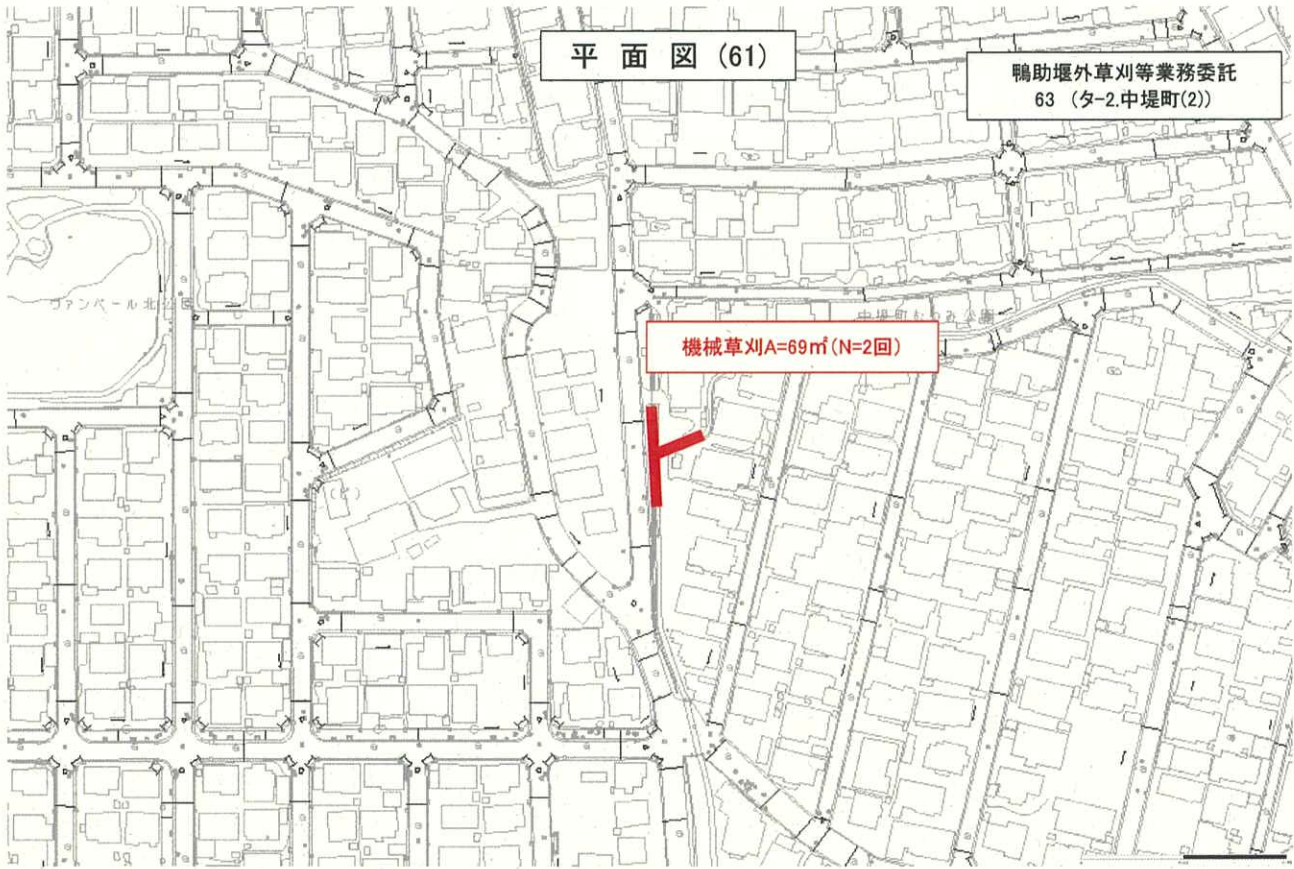 平面図(61)
鴨助堰外草刈等業務委託
63 (タ-2.中堤町(2))
ヴァンベール北公園
機械草刈A=69㎡(N=2回)